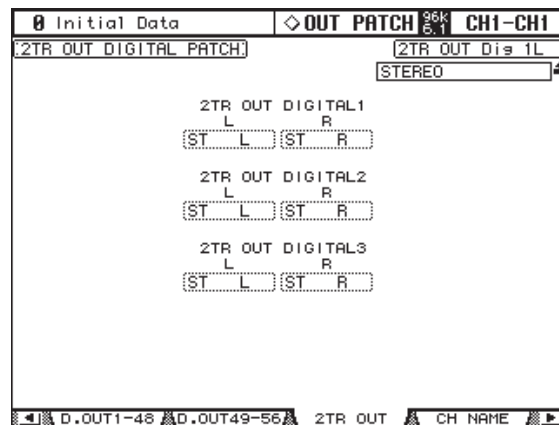 0 Initial Data ◇OUT PATCH 96k 6.1 CH1-CH1
2TR OUT DIGITAL PATCH 2TR OUT Dig 1L
STEREO
2TR OUT DIGITAL1
L R
ST L ST R
2TR OUT DIGITAL2
L R
ST L ST R
2TR OUT DIGITAL3
L R
ST L ST R
D.OUT1-48 D.OUT49-56 2TR OUT CH NAME